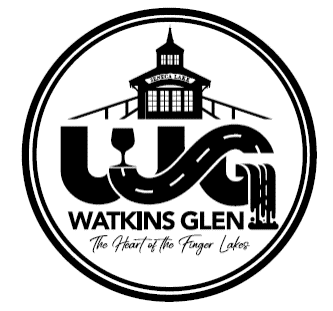 SENECA LAKE
WG
WATKINS GLEN
The Heart of the Finger Lakes